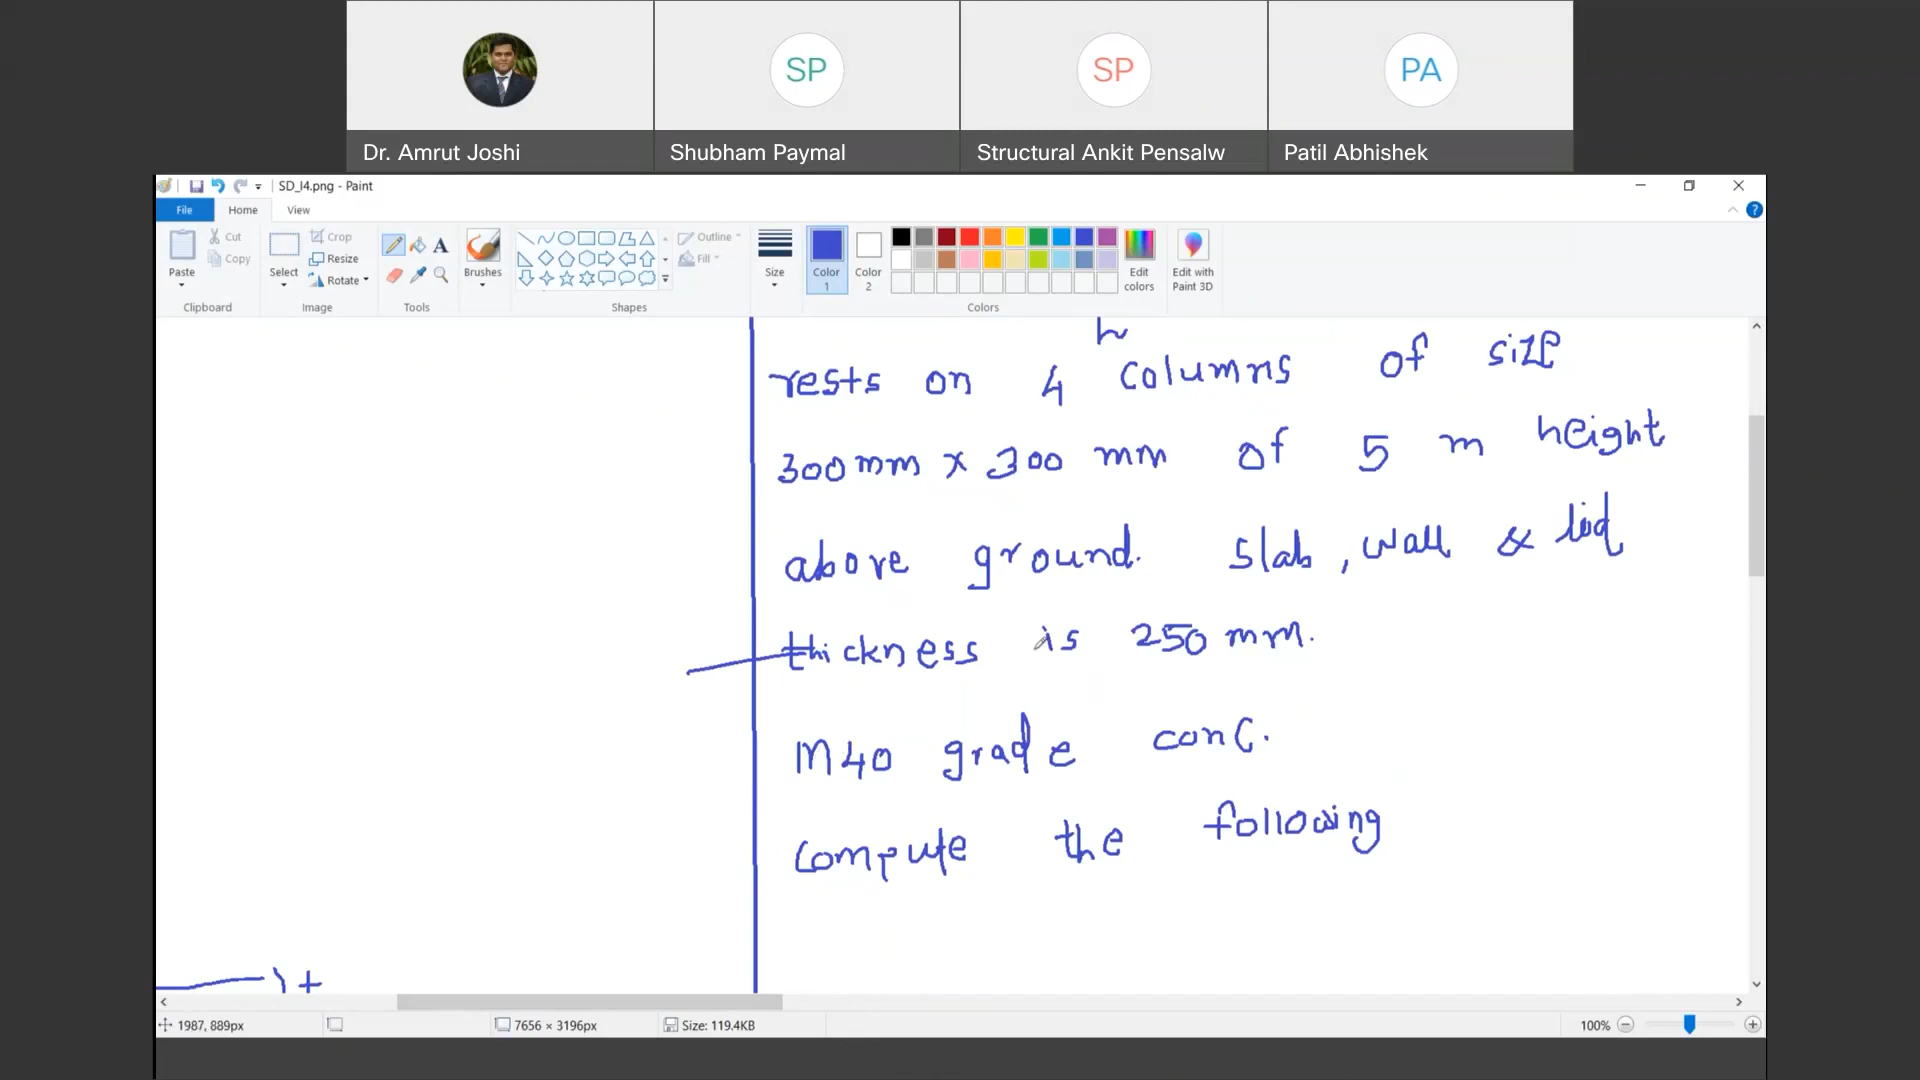 SP
SP
PA
Dr. Amrut Joshi
Shubham Paymal
Structural Ankit Pensalw
Patil Abhishek
SD_l4.png - Paint
File
Home
View
Cut
Copy
Paste
Clipboard
Crop
Resize
Rotate
Select
Image
A
Tools
Brushes
Outline
Fill
Shapes
Size
Color 1
Color 2
Edit colors
Edit with Paint 3D
Colors
rests on 4 columns of size
300mm x 300 mm of 5 m height
above ground. Slab, wall & lid
thickness is 250 mm.
M40 grade conc.
compute the following
1987, 889px
7656 × 3196px
Size: 119.4KB
100%